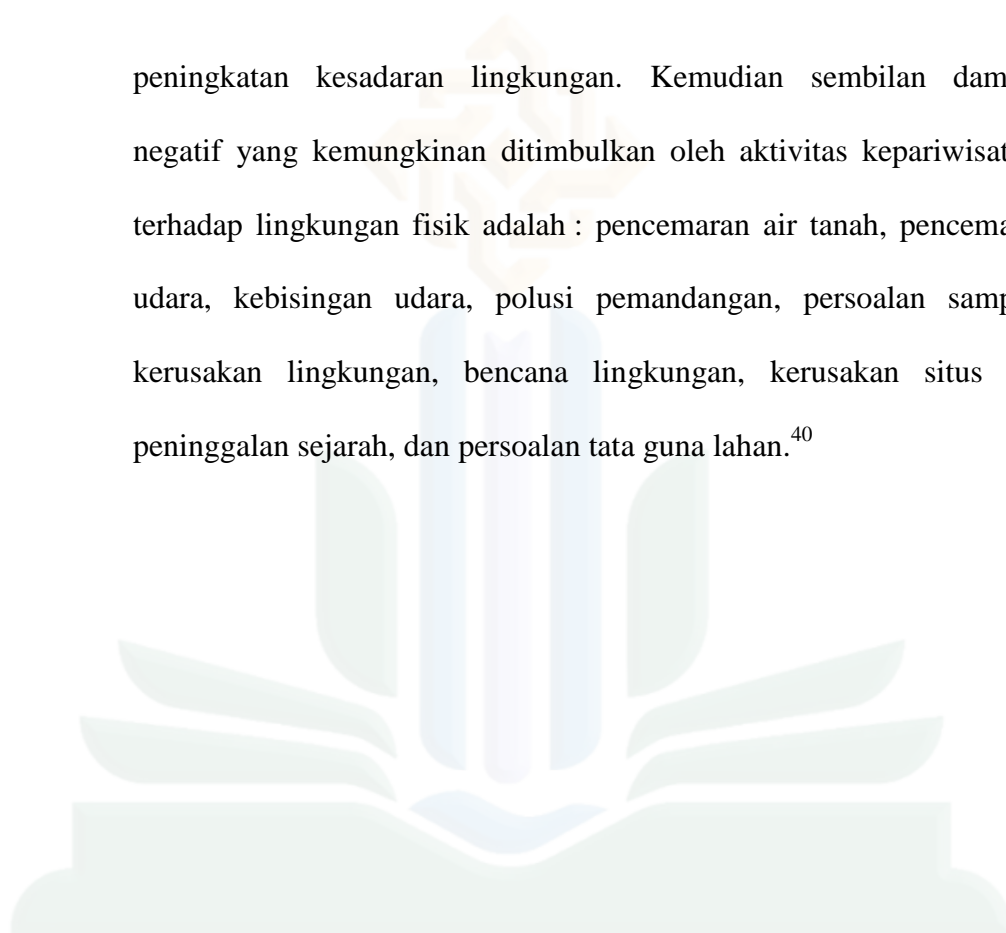 peningkatan kesadaran lingkungan. Kemudian sembilan dam
negatif yang kemungkinan ditimbulkan oleh aktivitas kepariwisat
terhadap lingkungan fisik adalah : pencemaran air tanah, pencema
udara, kebisingan udara, polusi pemandangan, persoalan samp
kerusakan lingkungan, bencana lingkungan, kerusakan situs
peninggalan sejarah, dan persoalan tata guna lahan.40